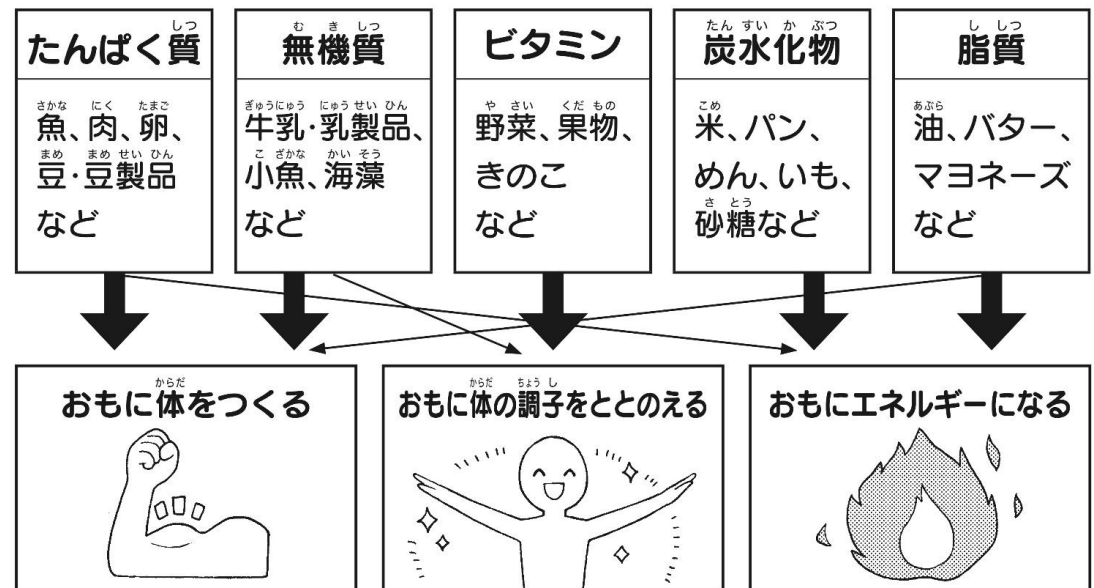 たんぱく質
魚、肉、卵、
豆・豆製品
など
無機質
牛乳・乳製品、
小魚、海藻
など
ビタミン
野菜、果物、
きのこ
など
炭水化物
米、パン、
めん、いも、
砂糖など
脂質
油、バター、
マヨネーズ
など
おもに体をつくる
おもに体の調子をととのえる
おもにエネルギーになる